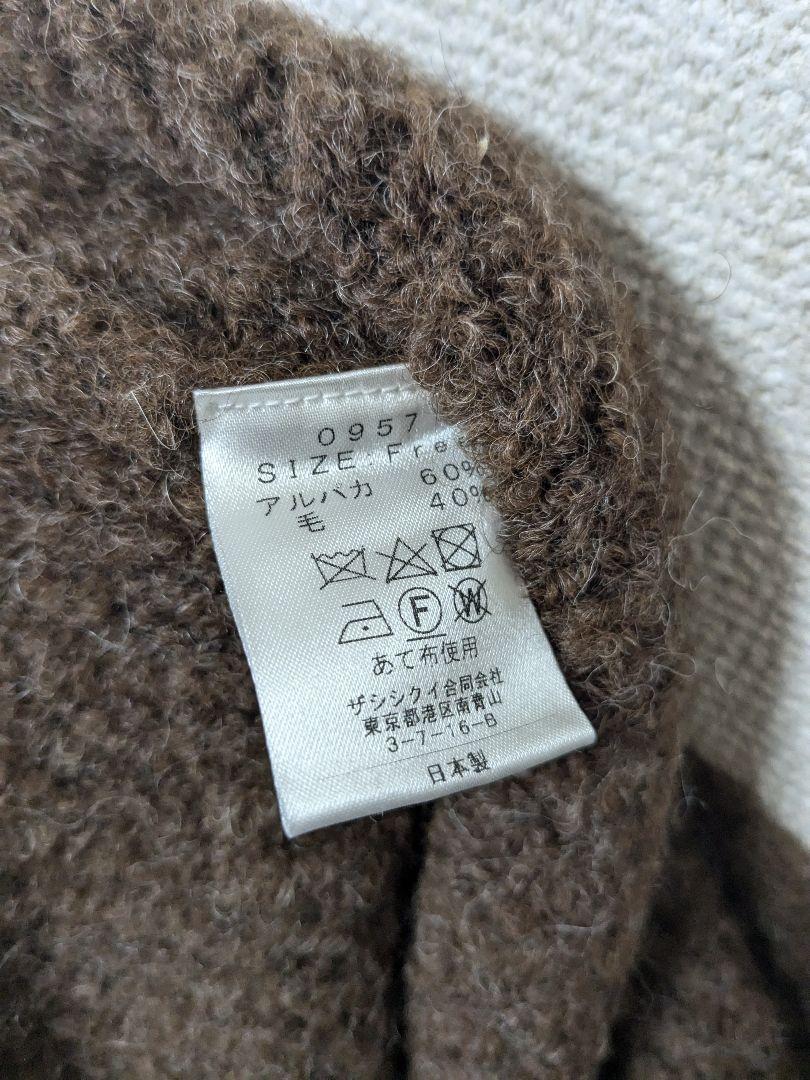 0957
SIZE:Free
アルパカ 60%
毛 40%
F
W
あて布使用
ザシシクイ合同会社
東京都港区南青山
3-7-16-B
日本製